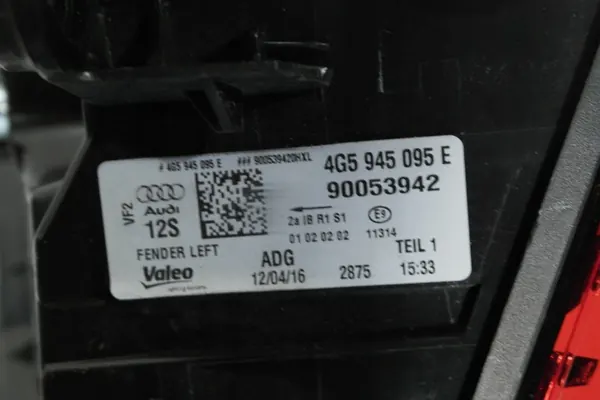 # 4G5 945 095 E ### 900539420HXL
4G5 945 095 E
90053942
VF2
Audi
12S
2a IB R1 S1
E9
01 02 02 02 11314
FENDER LEFT
ADG
TEIL 1
Valeo
12/04/16 2875 15:33